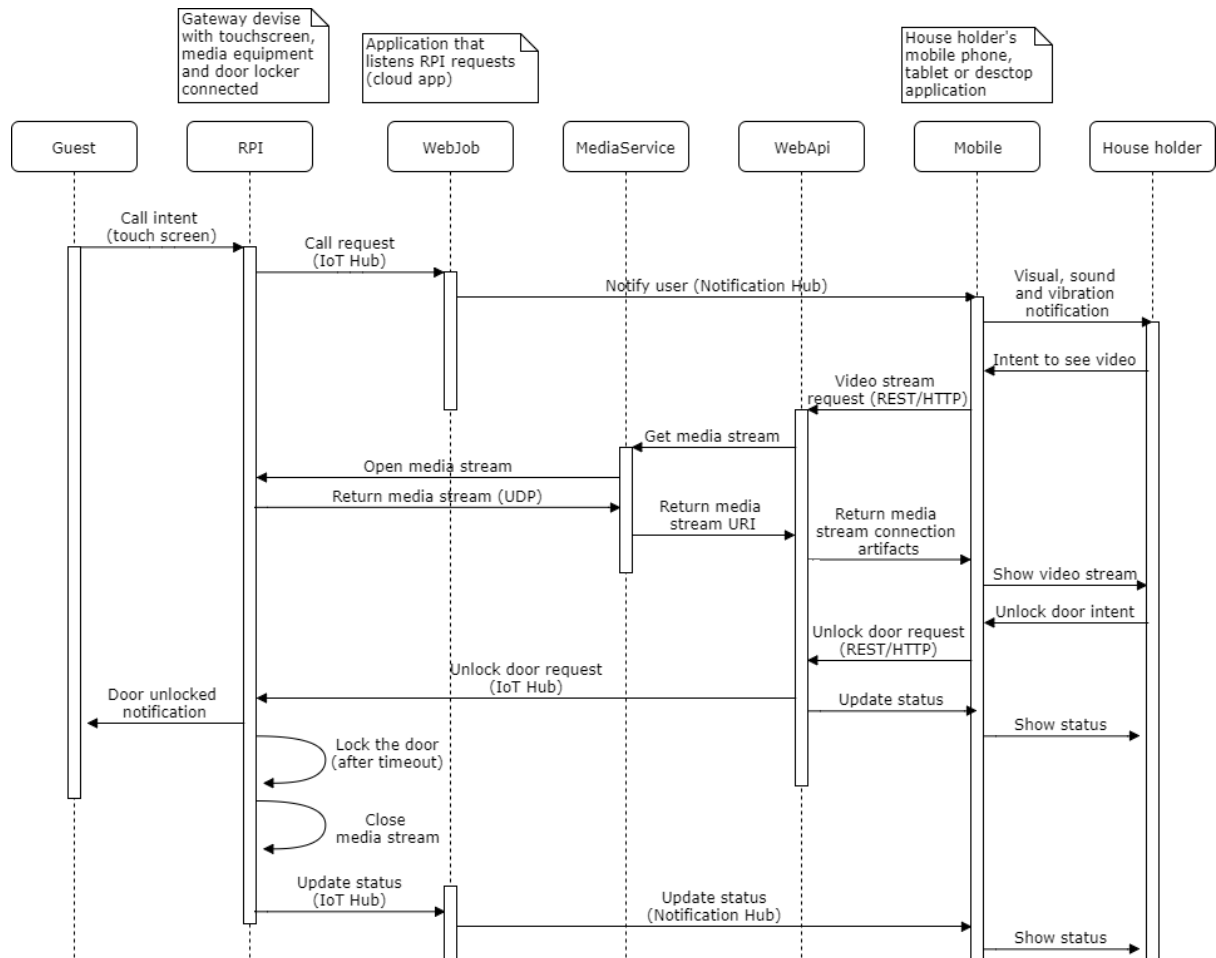 Gateway devise
with touchscreen,
media equipment
and door locker
connected
Application that
listens RPI requests
(cloud app)
House holder's
mobile phone,
tablet or desctop
application
Guest
RPI
WebJob
MediaService
WebApi
Mobile
House holder
Call intent
(touch screen)
Call request
(IoT Hub)
Notify user (Notification Hub)
Visual, sound
and vibration
notification
Intent to see video
Video stream
request (REST/HTTP)
Get media stream
Open media stream
Return media stream (UDP)
Return media
stream URI
Return media
stream connection
artifacts
Show video stream
Unlock door intent
Unlock door request
(REST/HTTP)
Unlock door request
(IoT Hub)
Door unlocked
notification
Update status
Show status
Lock the door
(after timeout)
Close
media stream
Update status
(IoT Hub)
Update status
(Notification Hub)
Show status